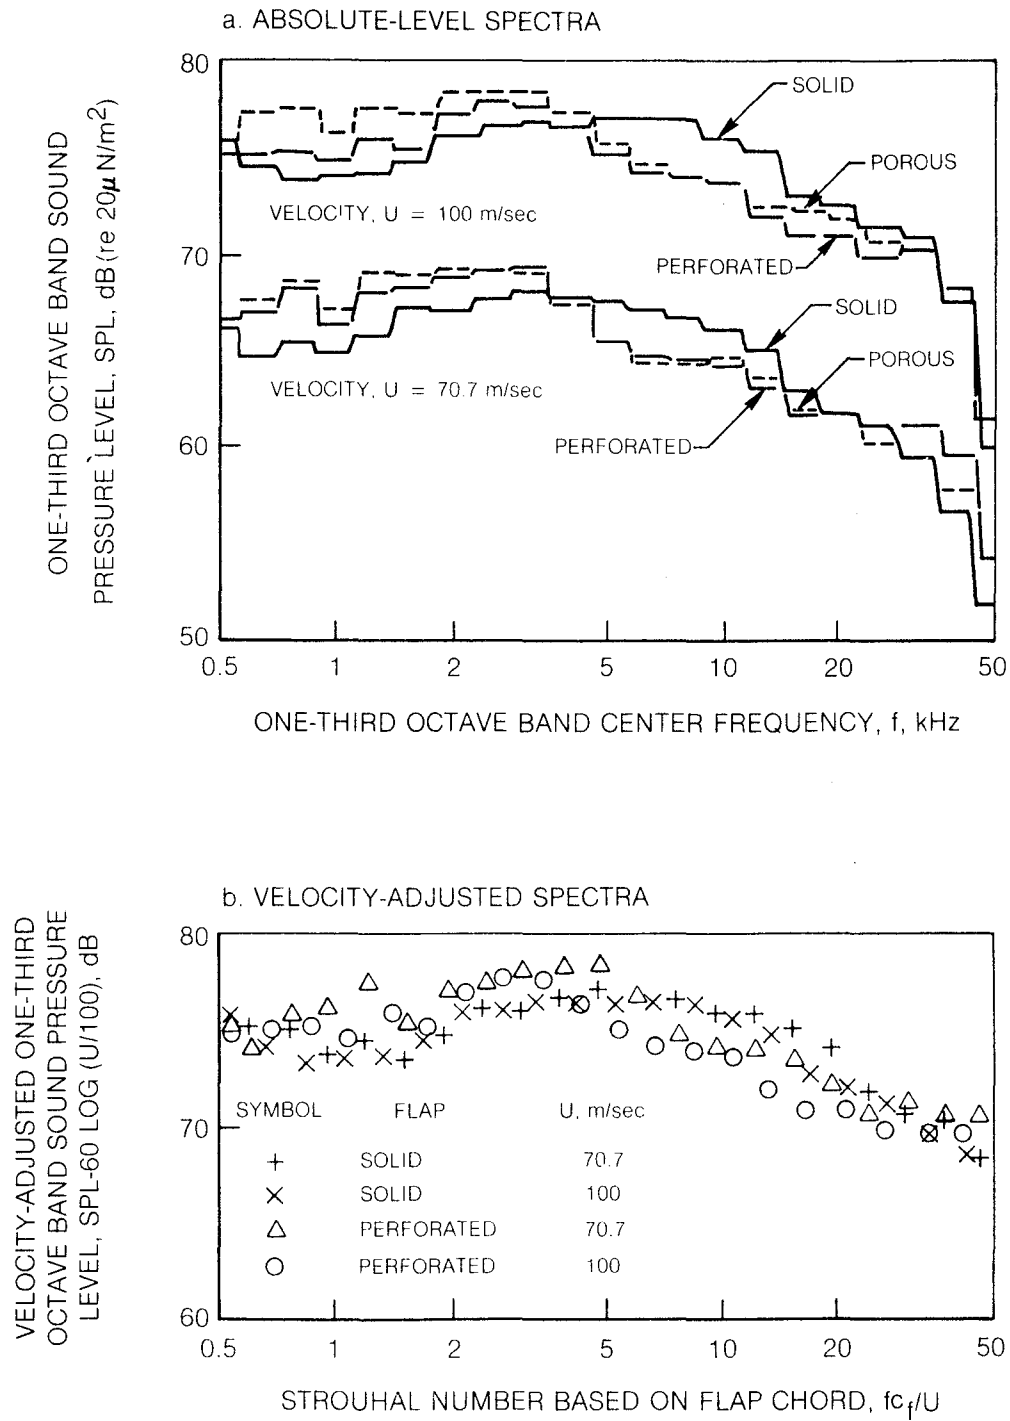 a. ABSOLUTE-LEVEL SPECTRA
ONE-THIRD OCTAVE BAND SOUND
PRESSURE LEVEL, SPL, dB (re 20μN/m²)
80
70
60
50
SOLID
POROUS
VELOCITY, U = 100 m/sec
PERFORATED
SOLID
POROUS
VELOCITY, U = 70.7 m/sec
PERFORATED
0.5 1 2 5 10 20 50
ONE-THIRD OCTAVE BAND CENTER FREQUENCY, f, kHz
b. VELOCITY-ADJUSTED SPECTRA
VELOCITY-ADJUSTED ONE-THIRD
OCTAVE BAND SOUND PRESSURE
LEVEL, SPL-60 LOG (U/100), dB
80
70
60
SYMBOL FLAP U, m/sec
+ SOLID 70.7
× SOLID 100
△ PERFORATED 70.7
○ PERFORATED 100
0.5 1 2 5 10 20 50
STROUHAL NUMBER BASED ON FLAP CHORD, fcf/U